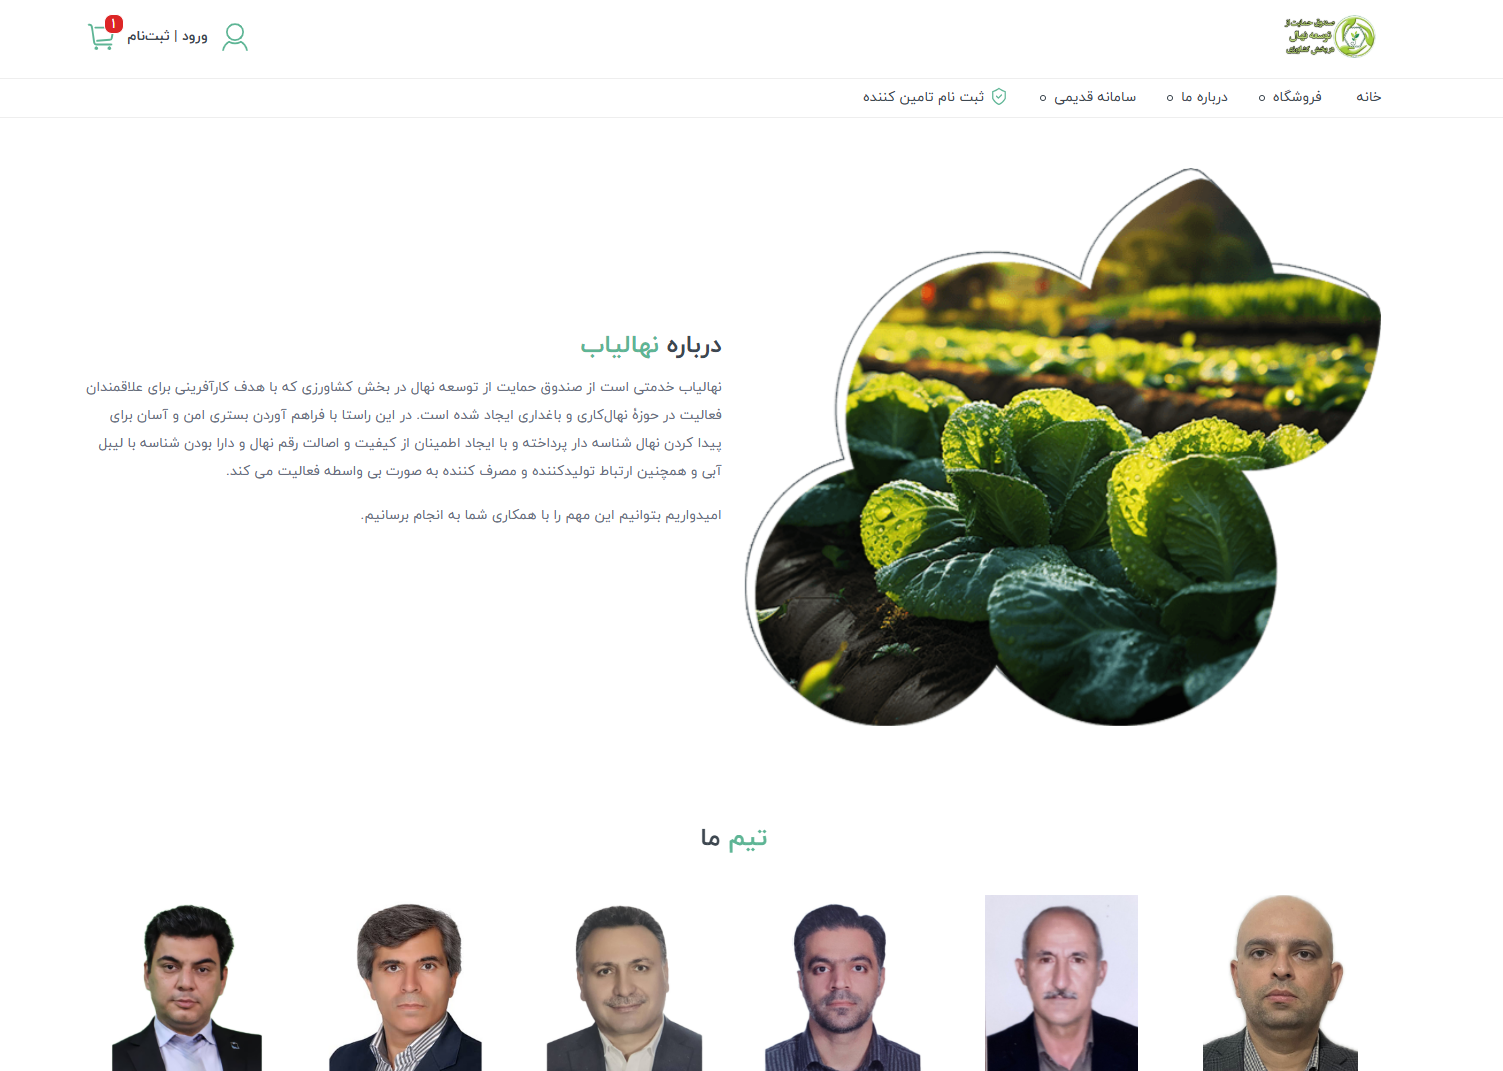 صندوق حمایت از
توسعه نهال
در بخش کشاورزی
ورود | ثبت‌نام
۱
خانه
فروشگاه
درباره ما
سامانه قدیمی
ثبت نام تامین کننده
درباره نهالیاب
نهالیاب خدمتی است از صندوق حمایت از توسعه نهال در بخش کشاورزی که با هدف کارآفرینی برای علاقمندان
فعالیت در حوزهٔ نهال‌کاری و باغداری ایجاد شده است. در این راستا با فراهم آوردن بستری امن و آسان برای
پیدا کردن نهال شناسه دار پرداخته و با ایجاد اطمینان از کیفیت و اصالت رقم نهال و دارا بودن شناسه با لیبل
آبی و همچنین ارتباط تولیدکننده و مصرف کننده به صورت بی واسطه فعالیت می کند.
امیدواریم بتوانیم این مهم را با همکاری شما به انجام برسانیم.
تیم ما